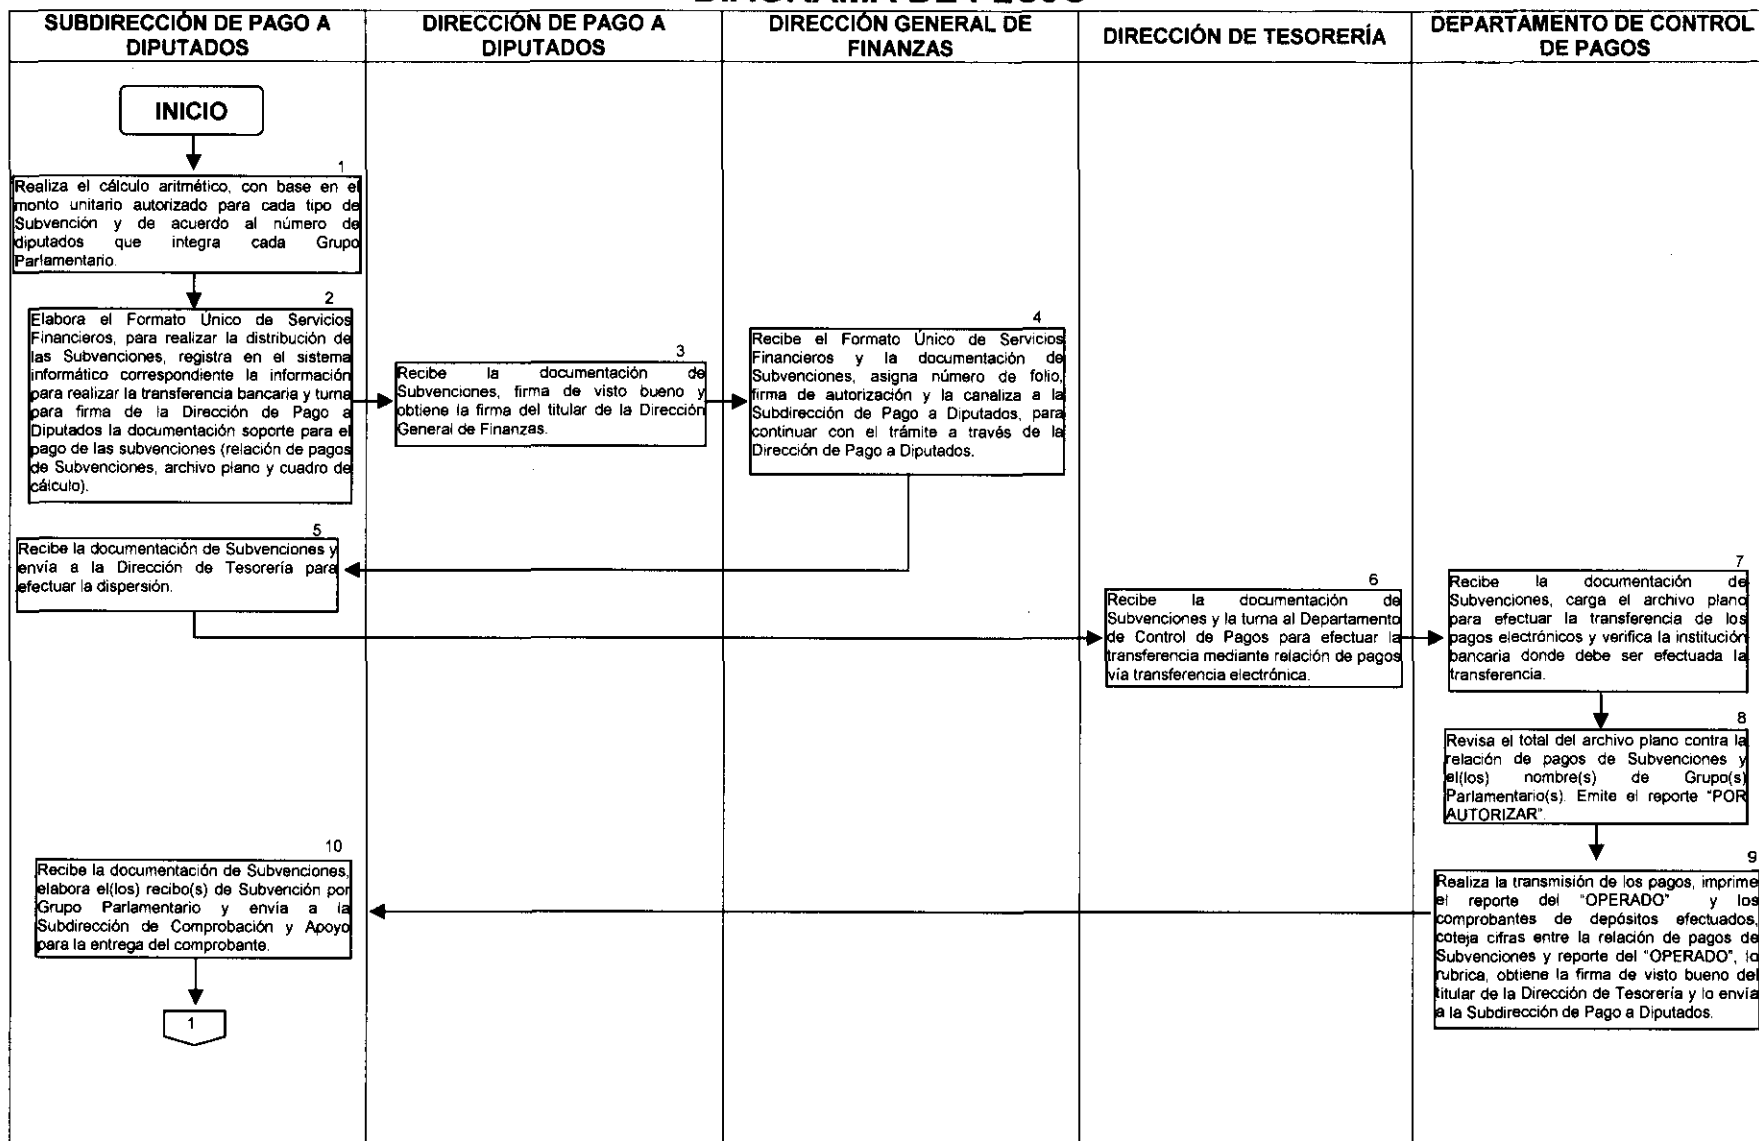 DIAGRAMA DE FLUJO
SUBDIRECCIÓN DE PAGO A
DIPUTADOS
DIRECCIÓN DE PAGO A
DIPUTADOS
DIRECCIÓN GENERAL DE
FINANZAS
DIRECCIÓN DE TESORERÍA
DEPARTAMENTO DE CONTROL
DE PAGOS
INICIO
1
Realiza el cálculo aritmético, con base en el
monto unitario autorizado para cada tipo de
Subvención y de acuerdo al número de
diputados que integra cada Grupo
Parlamentario.
2
Elabora el Formato Único de Servicios
Financieros, para realizar la distribución de
las Subvenciones, registra en el sistema
informático correspondiente la información
para realizar la transferencia bancaria y turna
para firma de la Dirección de Pago a
Diputados la documentación soporte para el
pago de las subvenciones (relación de pagos
de Subvenciones, archivo plano y cuadro de
cálculo).
3
Recibe la documentación de
Subvenciones, firma de visto bueno y
obtiene la firma del titular de la Dirección
General de Finanzas.
4
Recibe el Formato Único de Servicios
Financieros y la documentación de
Subvenciones, asigna número de folio,
firma de autorización y la canaliza a la
Subdirección de Pago a Diputados, para
continuar con el trámite a través de la
Dirección de Pago a Diputados.
5
Recibe la documentación de Subvenciones y
envía a la Dirección de Tesorería para
efectuar la dispersión.
6
Recibe la documentación de
Subvenciones y la turna al Departamento
de Control de Pagos para efectuar la
transferencia mediante relación de pagos
vía transferencia electrónica.
7
Recibe la documentación de
Subvenciones, carga el archivo plano
para efectuar la transferencia de los
pagos electrónicos y verifica la institución
bancaria donde debe ser efectuada la
transferencia.
8
Revisa el total del archivo plano contra la
relación de pagos de Subvenciones y
el(los) nombre(s) de Grupo(s)
Parlamentario(s). Emite el reporte "POR
AUTORIZAR".
9
Realiza la transmisión de los pagos, imprime
el reporte del "OPERADO" y los
comprobantes de depósitos efectuados,
coteja cifras entre la relación de pagos de
Subvenciones y reporte del "OPERADO", lo
rubrica, obtiene la firma de visto bueno del
titular de la Dirección de Tesorería y lo envía
a la Subdirección de Pago a Diputados.
10
Recibe la documentación de Subvenciones,
elabora el(los) recibo(s) de Subvención por
Grupo Parlamentario y envía a la
Subdirección de Comprobación y Apoyo
para la entrega del comprobante.
1